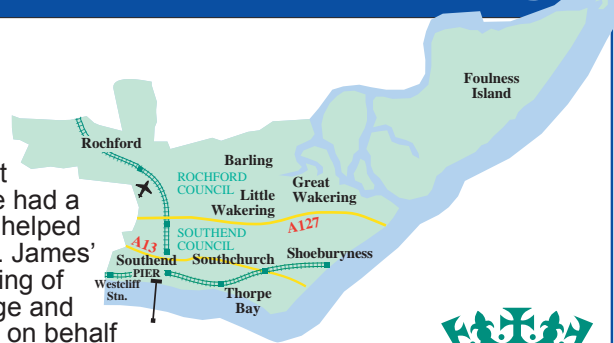 Foulness
Island
Rochford
Barling
ROCHFORD
COUNCIL
Great
Wakering
Little
Wakering
A127
SOUTHEND
COUNCIL
A13
Southend
Southchurch
Shoeburyness
PIER
Westcliff
Stn.
Thorpe
Bay
t
e had a
helped
. James'
ing of
ge and
on behalf